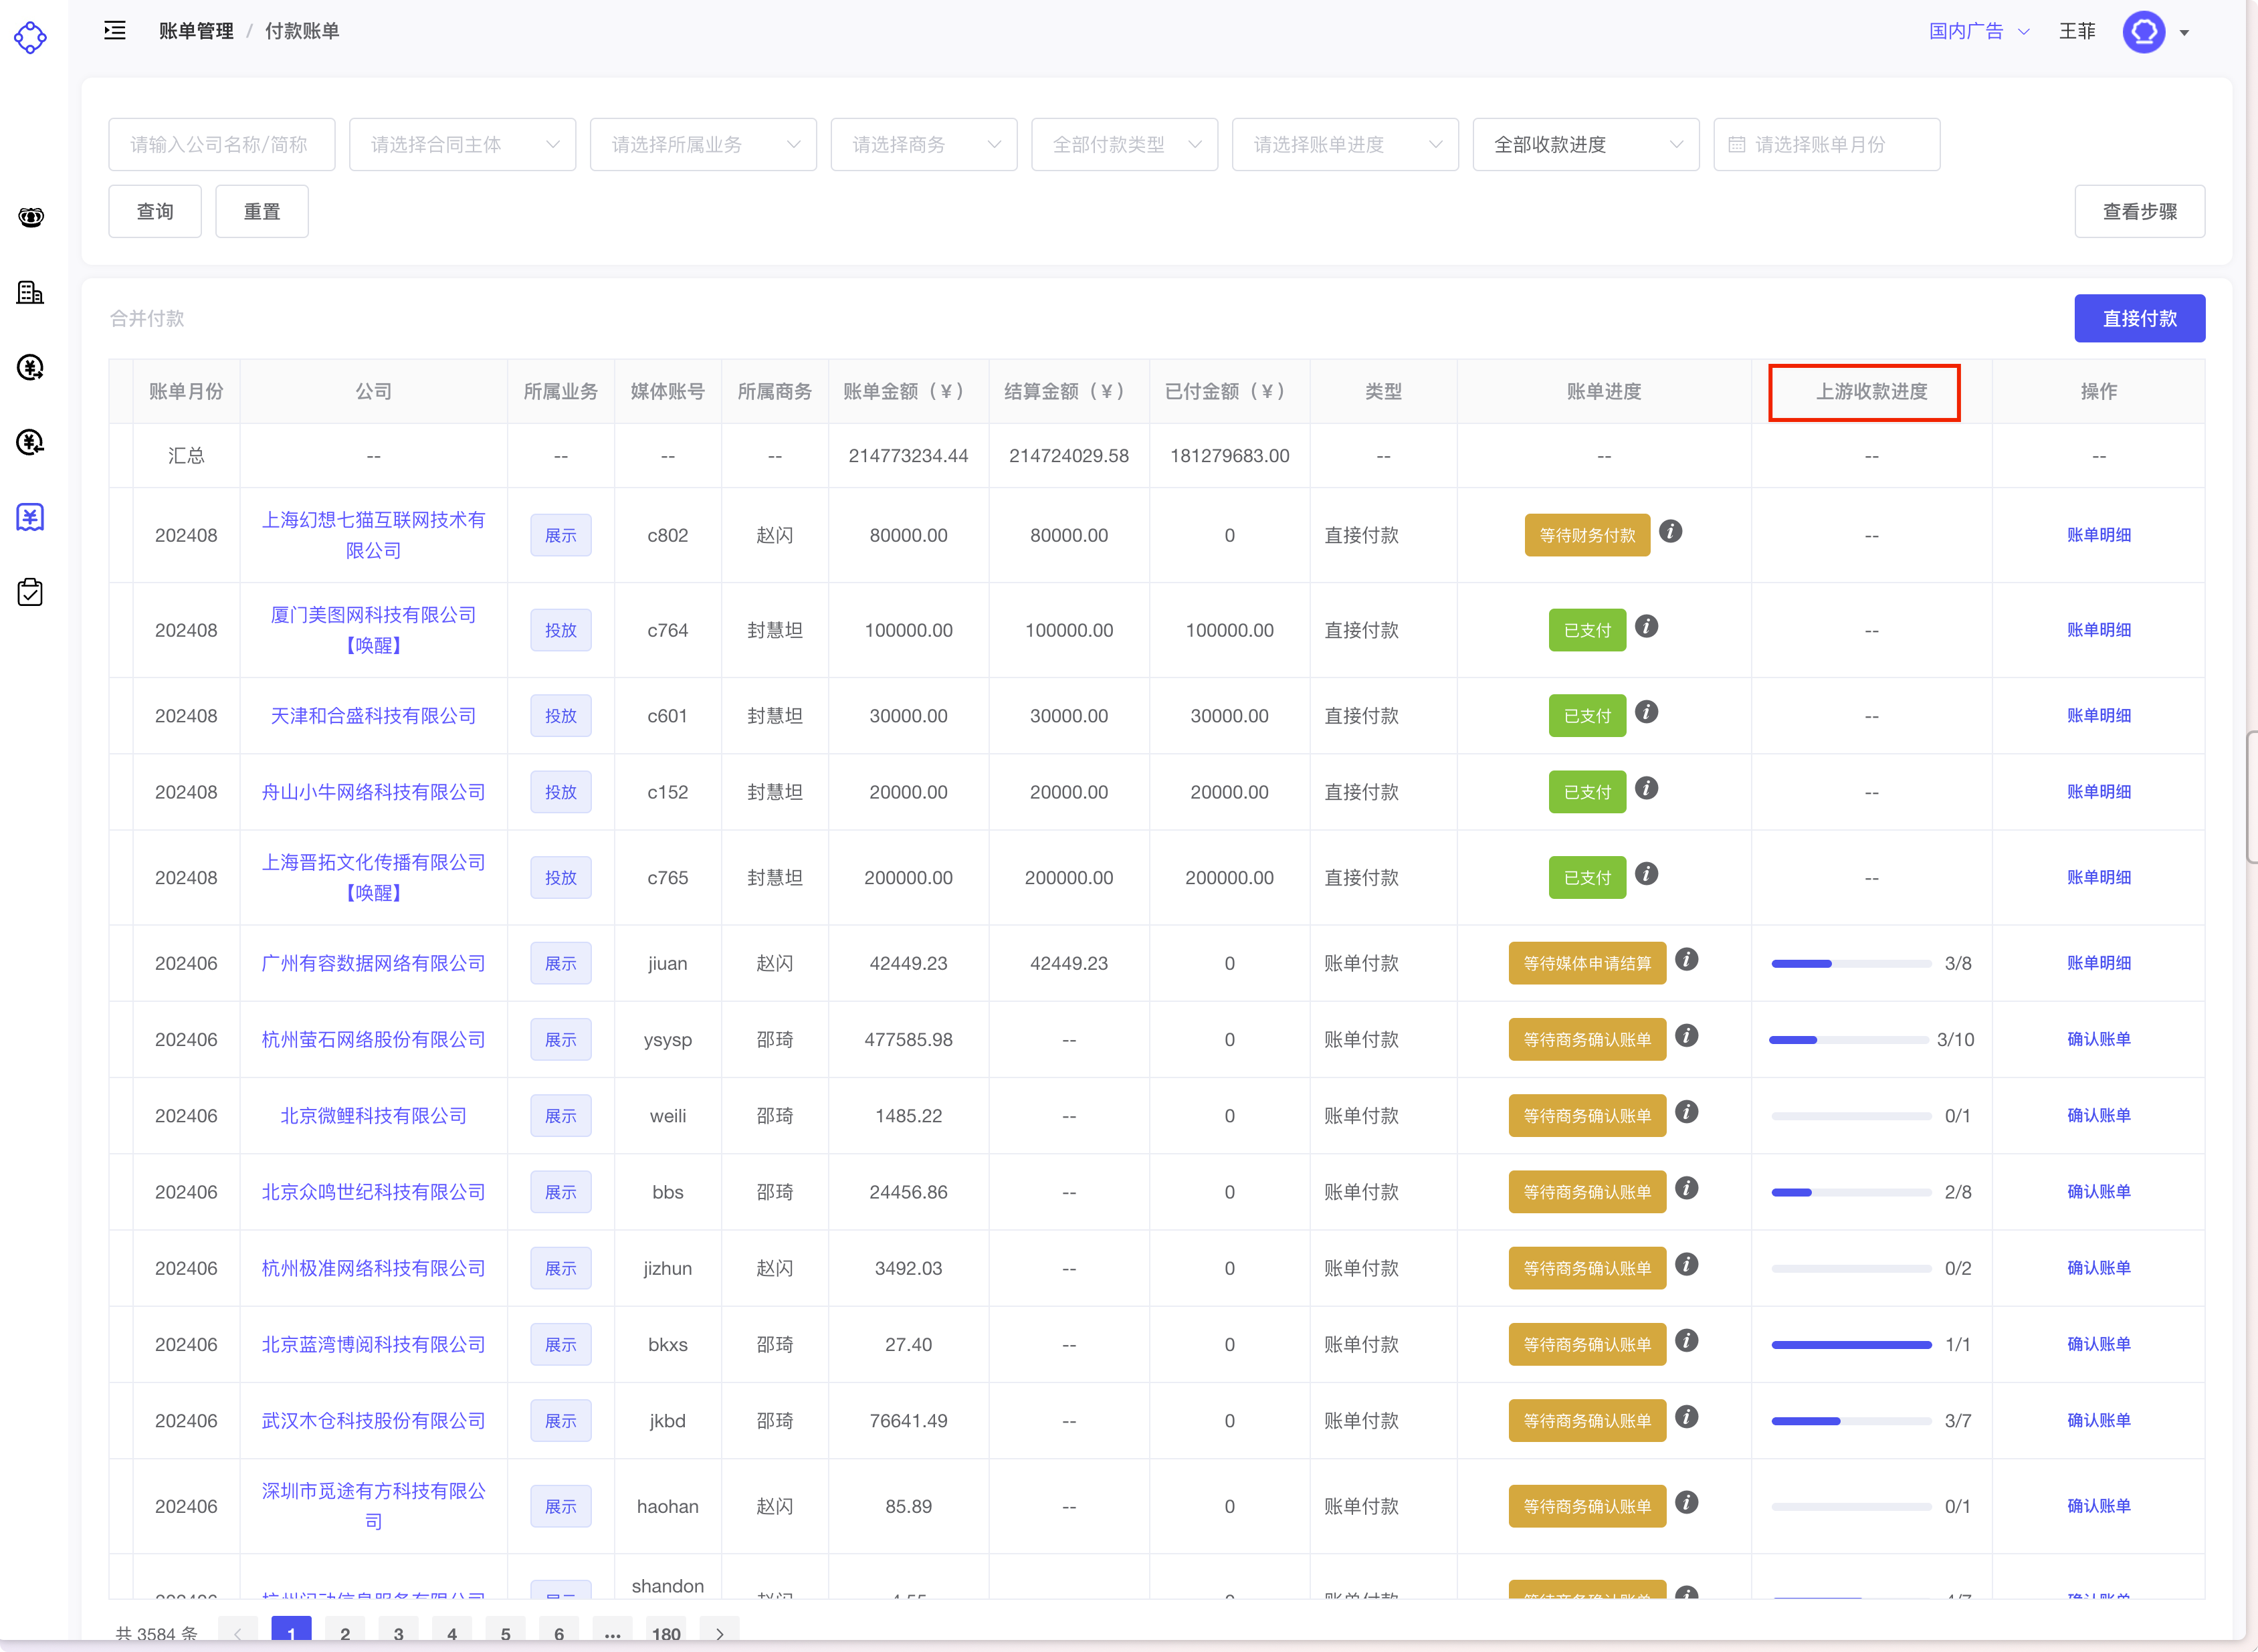 账单管理 / 付款账单
国内广告 王菲
请输入公司名称/简称 请选择合同主体 请选择所属业务 请选择商务 全部付款类型 请选择账单进度 全部收款进度 请选择账单月份
查询 重置 查看步骤
合并付款 直接付款
账单月份 公司 所属业务 媒体账号 所属商务 账单金额（¥） 结算金额（¥） 已付金额（¥） 类型 账单进度 上游收款进度 操作
汇总 -- -- -- -- 214773234.44 214724029.58 181279683.00 -- -- -- --
202408 上海幻想七猫互联网技术有 展示 c802 赵闪 80000.00 80000.00 0 直接付款 等待财务付款 -- 账单明细
限公司
202408 厦门美图网科技有限公司 投放 c764 封慧坦 100000.00 100000.00 100000.00 直接付款 已支付 -- 账单明细
【唤醒】
202408 天津和合盛科技有限公司 投放 c601 封慧坦 30000.00 30000.00 30000.00 直接付款 已支付 -- 账单明细
202408 舟山小牛网络科技有限公司 投放 c152 封慧坦 20000.00 20000.00 20000.00 直接付款 已支付 -- 账单明细
202408 上海晋拓文化传播有限公司 投放 c765 封慧坦 200000.00 200000.00 200000.00 直接付款 已支付 -- 账单明细
【唤醒】
202406 广州有容数据网络有限公司 展示 jiuan 赵闪 42449.23 42449.23 0 账单付款 等待媒体申请结算 3/8 账单明细
202406 杭州萤石网络股份有限公司 展示 ysysp 邵琦 477585.98 -- 0 账单付款 等待商务确认账单 3/10 确认账单
202406 北京微鲤科技有限公司 展示 weili 邵琦 1485.22 -- 0 账单付款 等待商务确认账单 0/1 确认账单
202406 北京众鸣世纪科技有限公司 展示 bbs 邵琦 24456.86 -- 0 账单付款 等待商务确认账单 2/8 确认账单
202406 杭州极准网络科技有限公司 展示 jizhun 赵闪 3492.03 -- 0 账单付款 等待商务确认账单 0/2 确认账单
202406 北京蓝湾博阅科技有限公司 展示 bkxs 邵琦 27.40 -- 0 账单付款 等待商务确认账单 1/1 确认账单
202406 武汉木仓科技股份有限公司 展示 jkbd 邵琦 76641.49 -- 0 账单付款 等待商务确认账单 3/7 确认账单
202406 深圳市觅途有方科技有限公 展示 haohan 赵闪 85.89 -- 0 账单付款 等待商务确认账单 0/1 确认账单
司
shandon
共 3584 条 1 2 3 4 5 6 ... 180